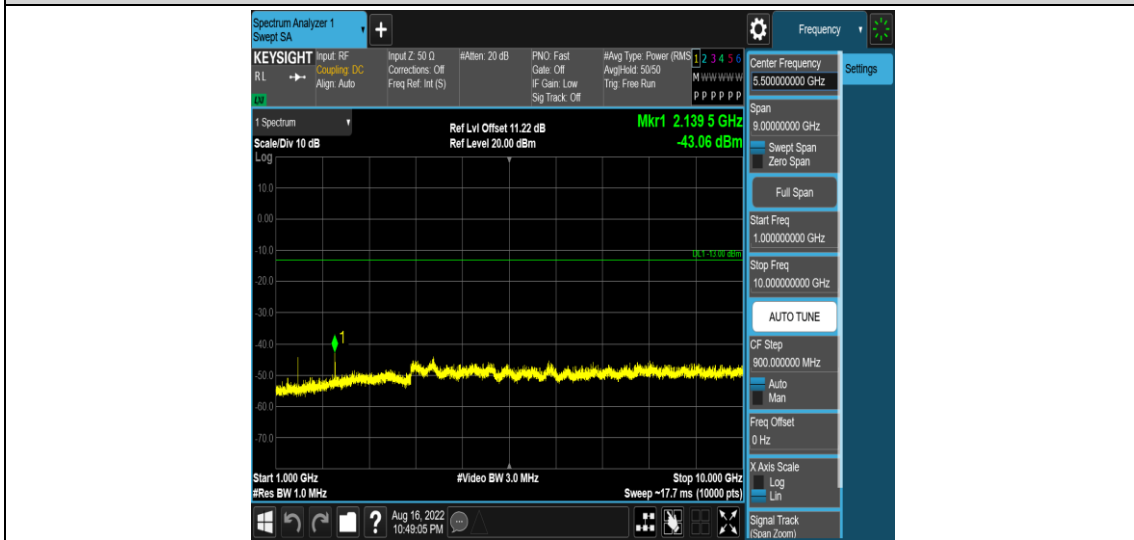 Spectrum Analyzer 1
Swept SA
+
Frequency
KEYSIGHT
RL
Input: RF
Coupling: DC
Align: Auto
Input Z: 50 Ω
Corrections: Off
Freq Ref: Int (S)
#Atten: 20 dB
PNO: Fast
Gate: Off
IF Gain: Low
Sig Track: Off
#Avg Type: Power (RMS
Avg|Hold: 50/50
Trig: Free Run
1 2 3 4 5 6
M W W W W W
P P P P P P
1 Spectrum
Scale/Div 10 dB
Ref Lvl Offset 11.22 dB
Ref Level 20.00 dBm
Mkr1 2.139 5 GHz
-43.06 dBm
Log
10.0
0.00
-10.0
DL1 -13.00 dBm
-20.0
-30.0
-40.0
1
-50.0
-60.0
-70.0
Start 1.000 GHz
#Res BW 1.0 MHz
#Video BW 3.0 MHz
Stop 10.000 GHz
Sweep ~17.7 ms (10000 pts)
?
Aug 16, 2022
10:49:05 PM
Center Frequency
5.500000000 GHz
Settings
Span
9.00000000 GHz
Swept Span
Zero Span
Full Span
Start Freq
1.000000000 GHz
Stop Freq
10.000000000 GHz
AUTO TUNE
CF Step
900.000000 MHz
Auto
Man
Freq Offset
0 Hz
X Axis Scale
Log
Lin
Signal Track
(Span Zoom)